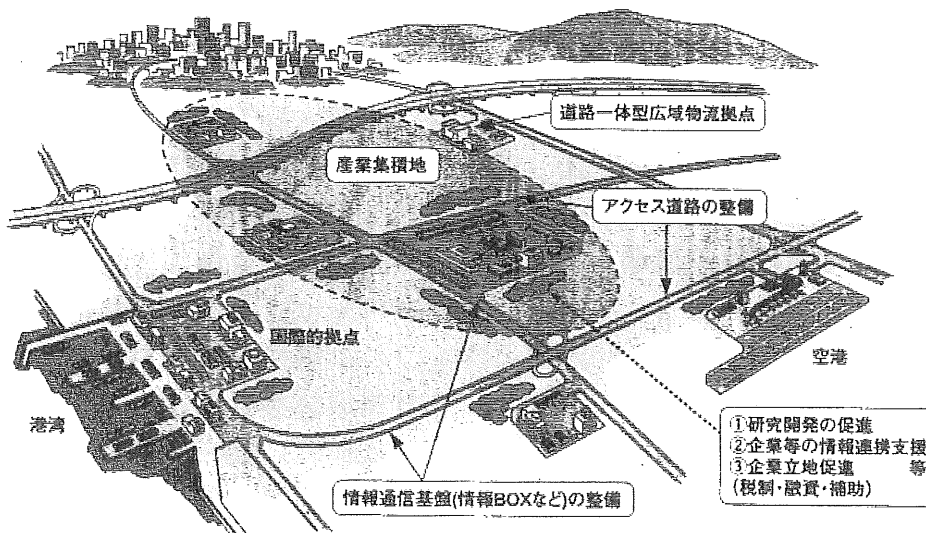 道路一体型広域物流拠点
産業集積地
アクセス道路の整備
国際的拠点
空港
港湾
①研究開発の促進
②企業等の情報連携支援
③企業立地促進 等
(税制・融資・補助)
情報通信基盤(情報BOXなど)の整備